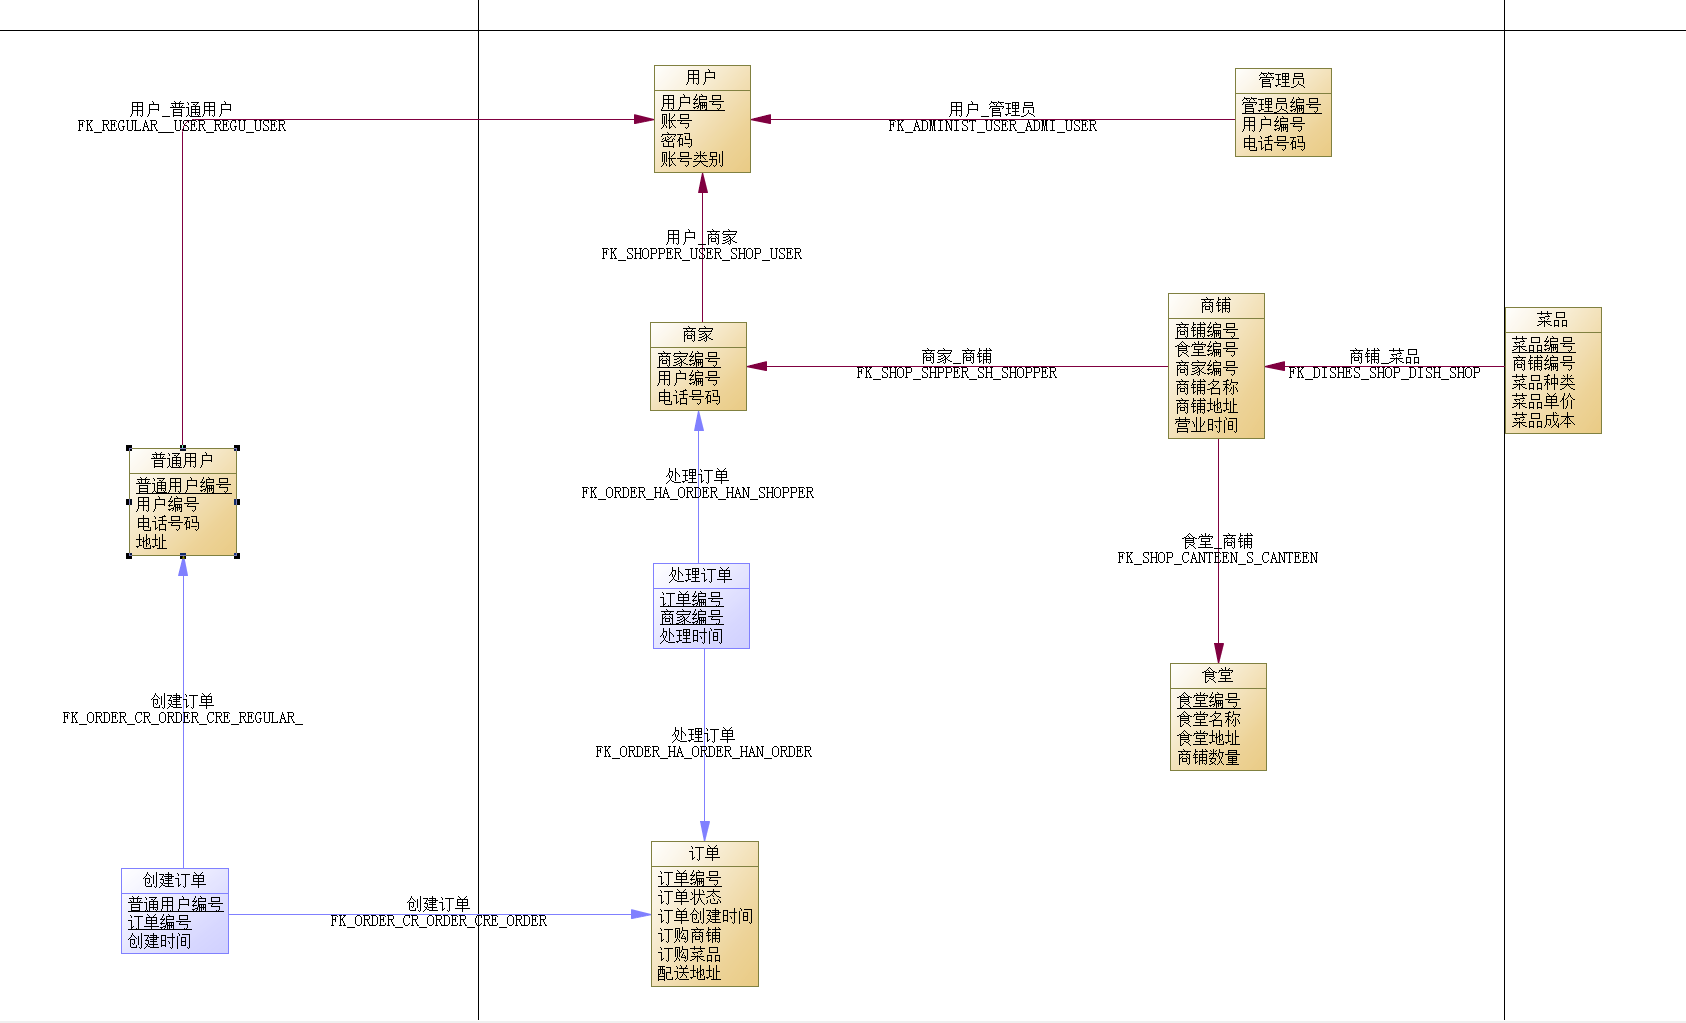 用户_普通用户
FK_REGULAR__USER_REGU_USER
用户
用户编号
账号
密码
账号类别
用户_管理员
FK_ADMINIST_USER_ADMI_USER
管理员
管理员编号
用户编号
电话号码
用户_商家
FK_SHOPPER_USER_SHOP_USER
商家
商家编号
用户编号
电话号码
商家_商铺
FK_SHOP_SHPPER_SH_SHOPPER
商铺
商铺编号
食堂编号
商家编号
商铺名称
商铺地址
营业时间
商铺_菜品
FK_DISHES_SHOP_DISH_SHOP
菜品
菜品编号
商铺编号
菜品种类
菜品单价
菜品成本
普通用户
普通用户编号
用户编号
电话号码
地址
处理订单
FK_ORDER_HA_ORDER_HAN_SHOPPER
食堂_商铺
FK_SHOP_CANTEEN_S_CANTEEN
处理订单
订单编号
商家编号
处理时间
食堂
食堂编号
食堂名称
食堂地址
商铺数量
创建订单
FK_ORDER_CR_ORDER_CRE_REGULAR_
处理订单
FK_ORDER_HA_ORDER_HAN_ORDER
创建订单
普通用户编号
订单编号
创建时间
创建订单
FK_ORDER_CR_ORDER_CRE_ORDER
订单
订单编号
订单状态
订单创建时间
订购商铺
订购菜品
配送地址